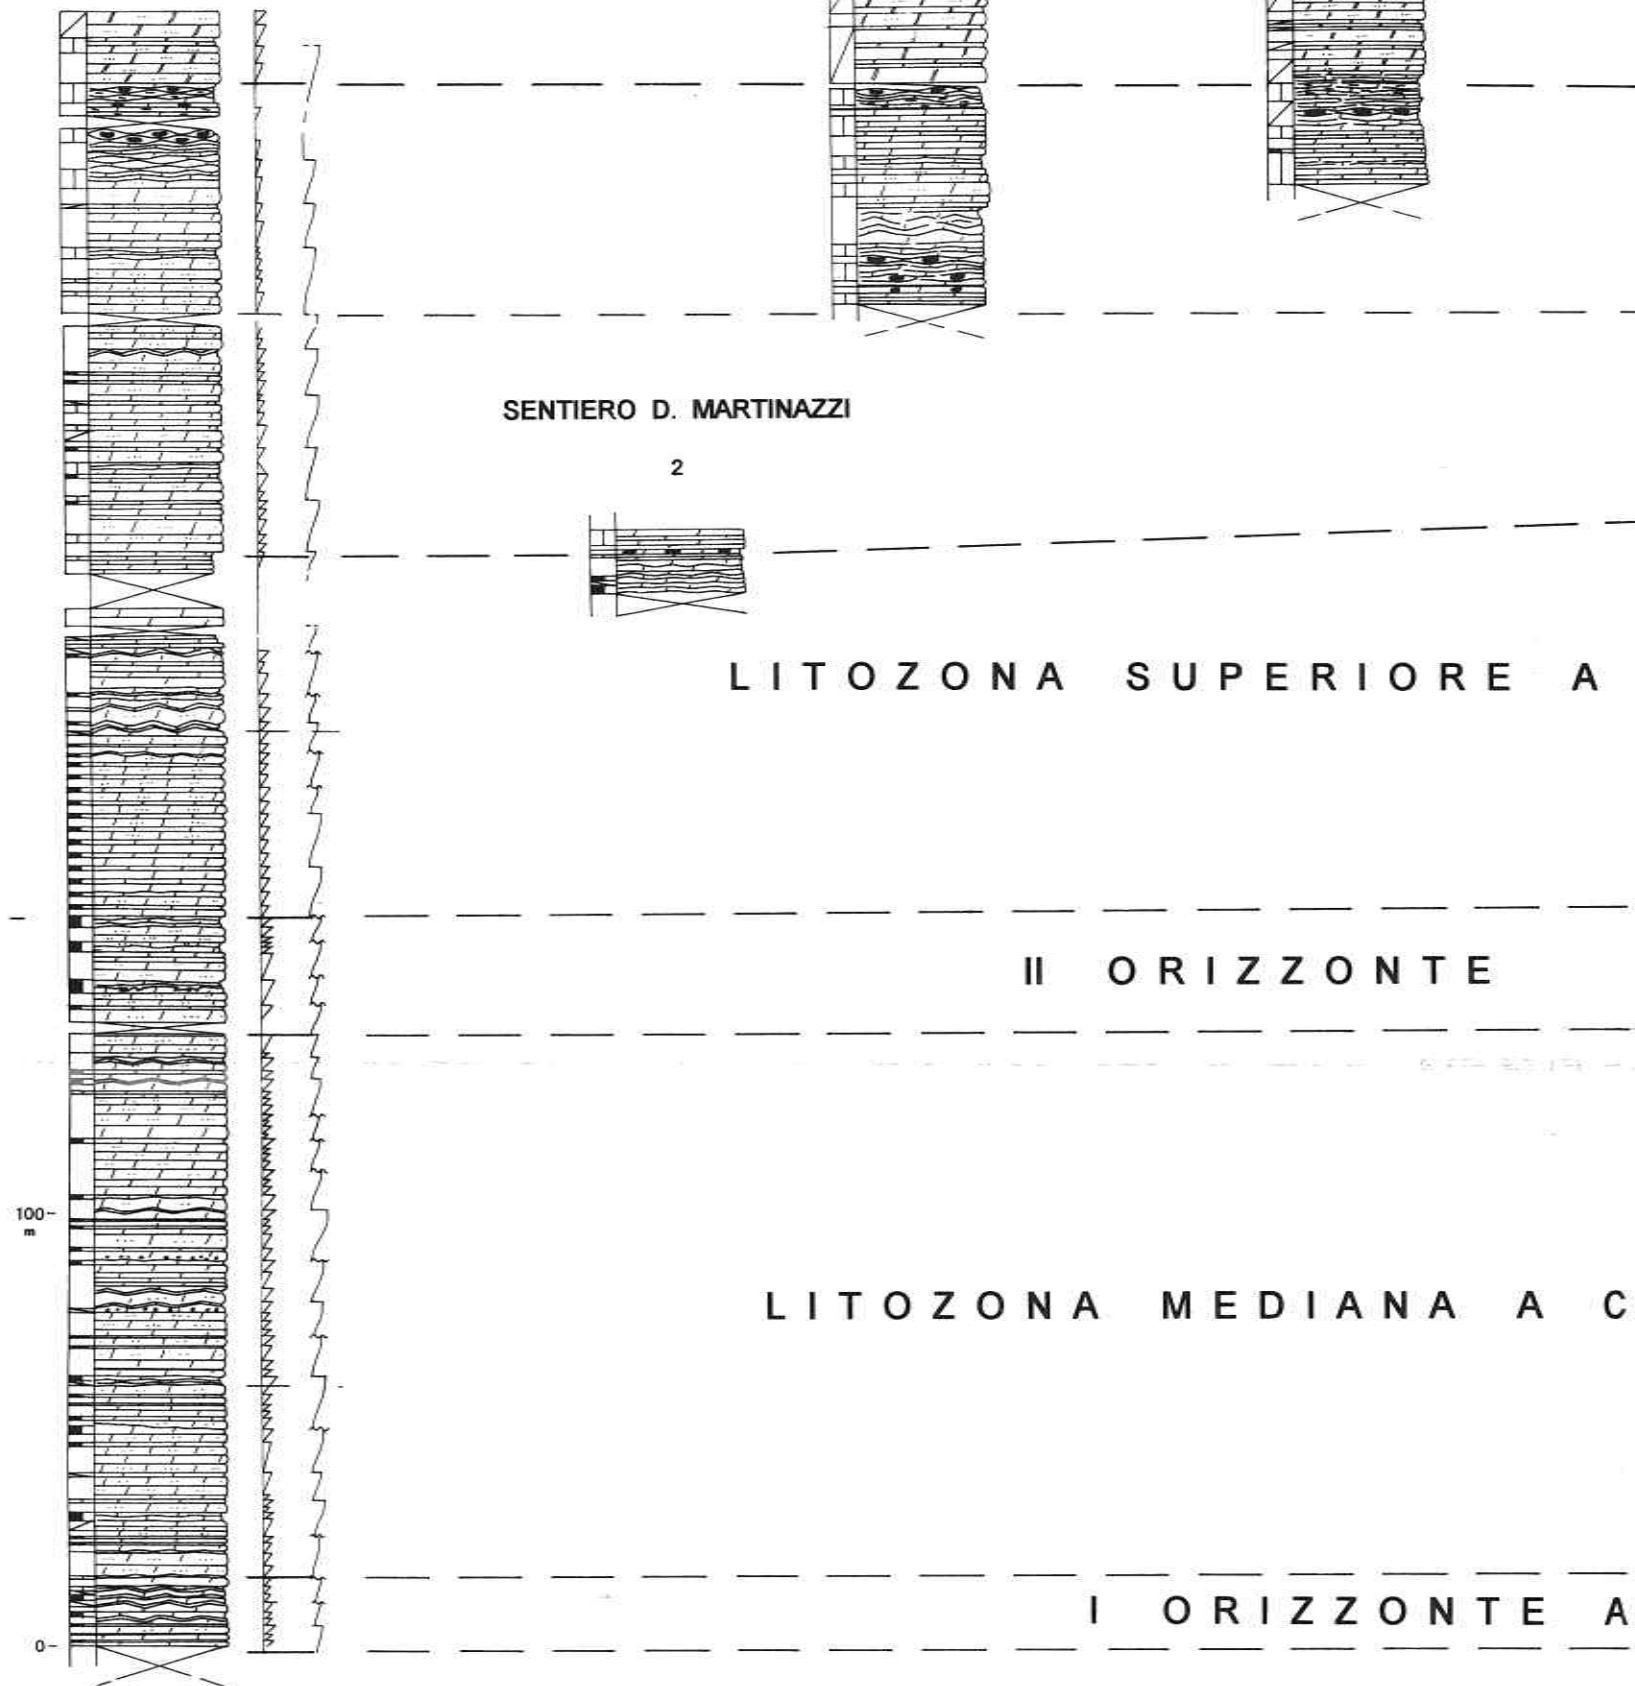 SENTIERO D. MARTINAZZI
2
LITOZONA SUPERIORE A
II ORIZZONTE
100-
m
LITOZONA MEDIANA A C
I ORIZZONTE A
0-